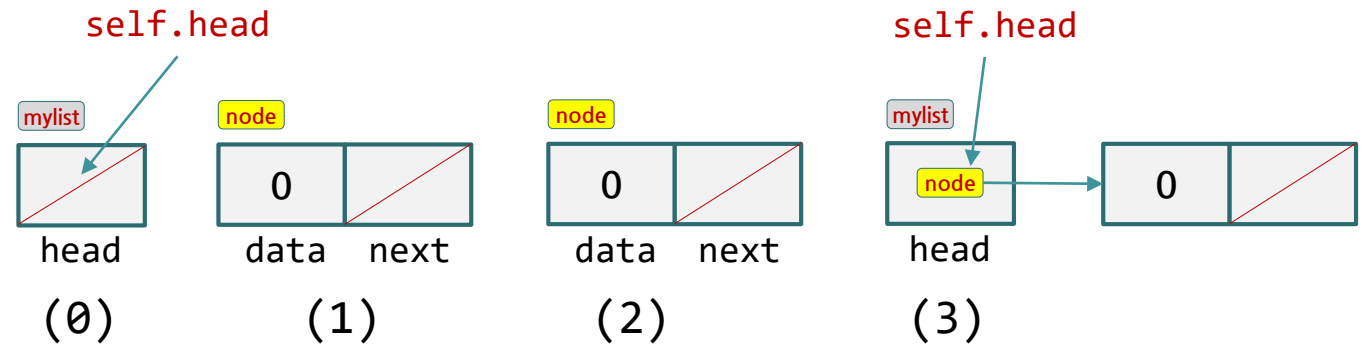 self.head self.head
mylist node node mylist
0 0 node 0
head data next data next head
(0) (1) (2) (3)